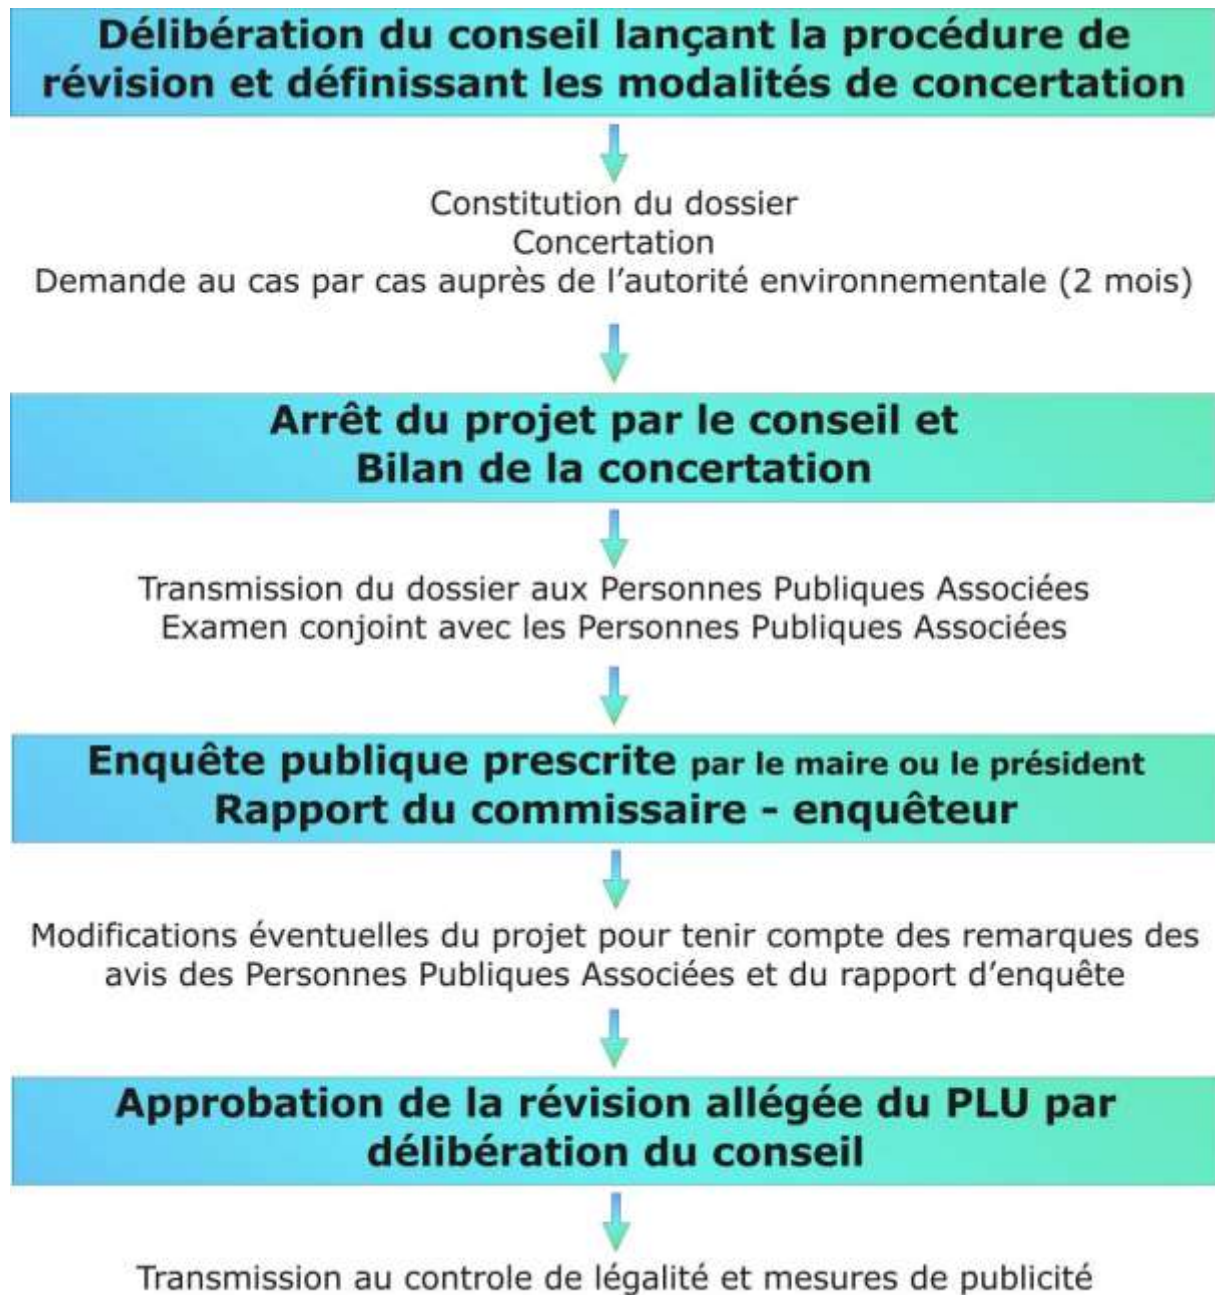 Délibération du conseil lançant la procédure de
révision et définissant les modalités de concertation
Constitution du dossier
Concertation
Demande au cas par cas auprès de l’autorité environnementale (2 mois)
Arrêt du projet par le conseil et
Bilan de la concertation
Transmission du dossier aux Personnes Publiques Associées
Examen conjoint avec les Personnes Publiques Associées
Enquête publique prescrite par le maire ou le président
Rapport du commissaire - enquêteur
Modifications éventuelles du projet pour tenir compte des remarques des
avis des Personnes Publiques Associées et du rapport d’enquête
Approbation de la révision allégée du PLU par
délibération du conseil
Transmission au controle de légalité et mesures de publicité